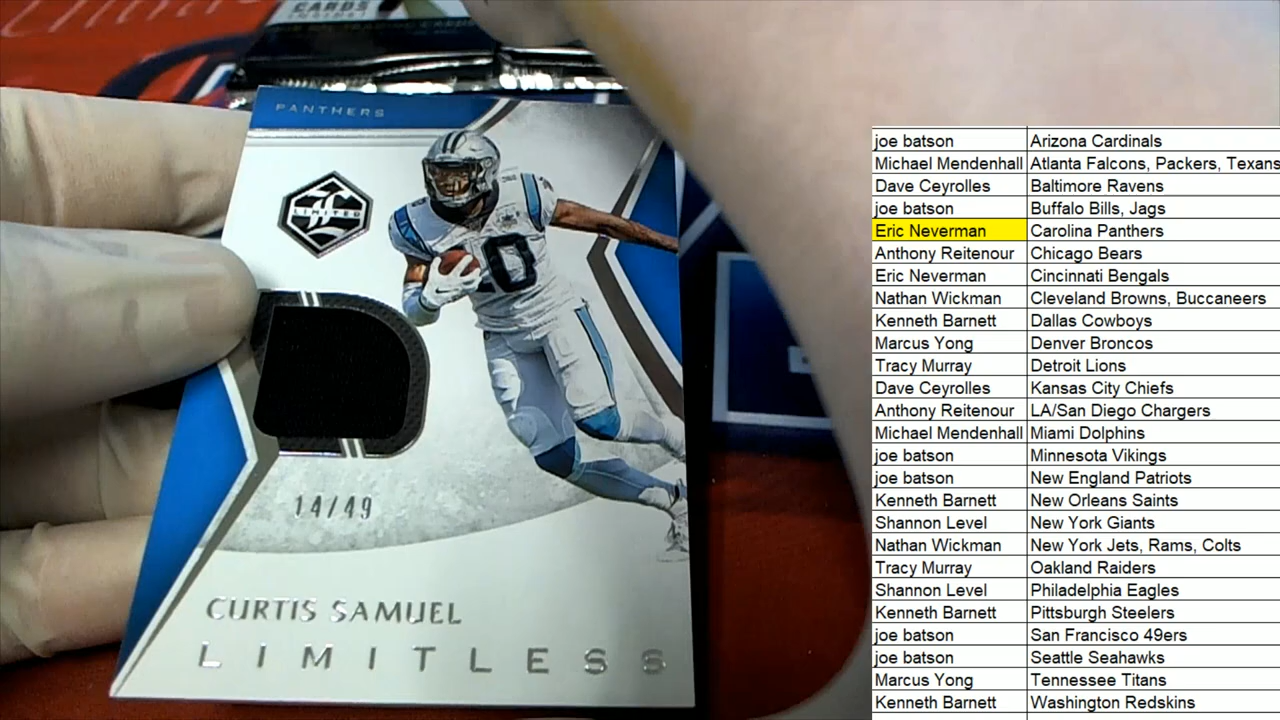 CARDS
PANTHERS
LIMITED
10
14/49
CURTIS SAMUEL
LIMITLESS
joe batson Arizona Cardinals
Michael Mendenhall Atlanta Falcons, Packers, Texans
Dave Ceyrolles Baltimore Ravens
joe batson Buffalo Bills, Jags
Eric Neverman Carolina Panthers
Anthony Reitenour Chicago Bears
Eric Neverman Cincinnati Bengals
Nathan Wickman Cleveland Browns, Buccaneers
Kenneth Barnett Dallas Cowboys
Marcus Yong Denver Broncos
Tracy Murray Detroit Lions
Dave Ceyrolles Kansas City Chiefs
Anthony Reitenour LA/San Diego Chargers
Michael Mendenhall Miami Dolphins
joe batson Minnesota Vikings
joe batson New England Patriots
Kenneth Barnett New Orleans Saints
Shannon Level New York Giants
Nathan Wickman New York Jets, Rams, Colts
Tracy Murray Oakland Raiders
Shannon Level Philadelphia Eagles
Kenneth Barnett Pittsburgh Steelers
joe batson San Francisco 49ers
joe batson Seattle Seahawks
Marcus Yong Tennessee Titans
Kenneth Barnett Washington Redskins